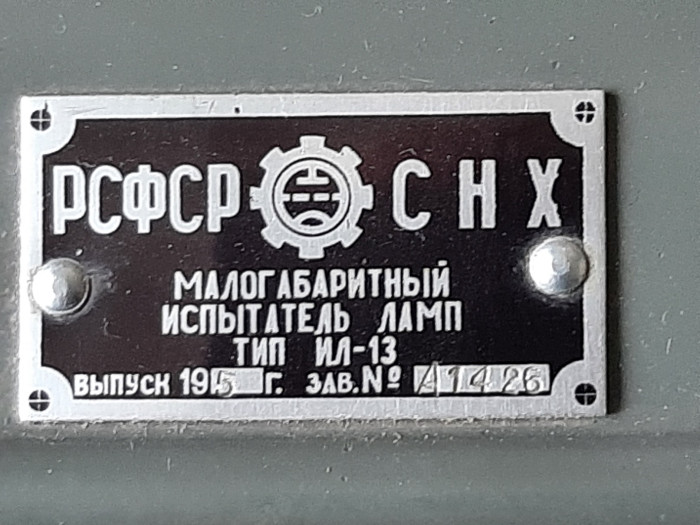 РСФСР СНХ
МАЛОГАБАРИТНЫЙ
ИСПЫТАТЕЛЬ ЛАМП
ТИП ИЛ-13
ВЫПУСК 195 Г. ЗАВ.№ А1426